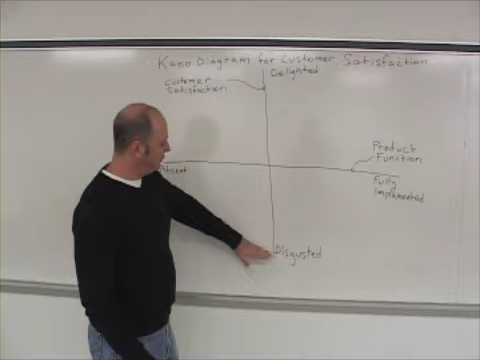 Kano Diagram for Customer Satisfaction
Delighted
Customer
Satisfaction
Product
Function
Absent
Fully
Implemented
Disgusted